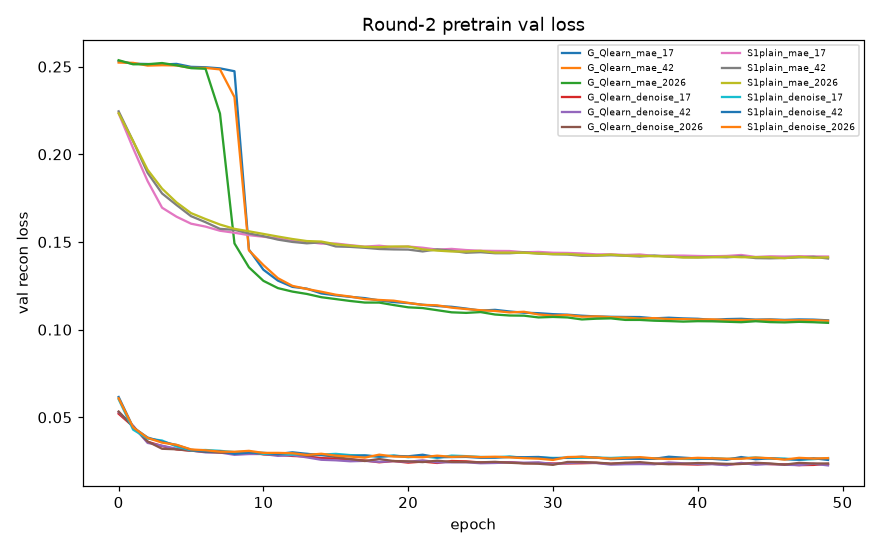 Round-2 pretrain val loss
G_Qlearn_mae_17
G_Qlearn_mae_42
G_Qlearn_mae_2026
G_Qlearn_denoise_17
G_Qlearn_denoise_42
G_Qlearn_denoise_2026
S1plain_mae_17
S1plain_mae_42
S1plain_mae_2026
S1plain_denoise_17
S1plain_denoise_42
S1plain_denoise_2026
val recon loss
0.25
0.20
0.15
0.10
0.05
0 10 20 30 40 50
epoch